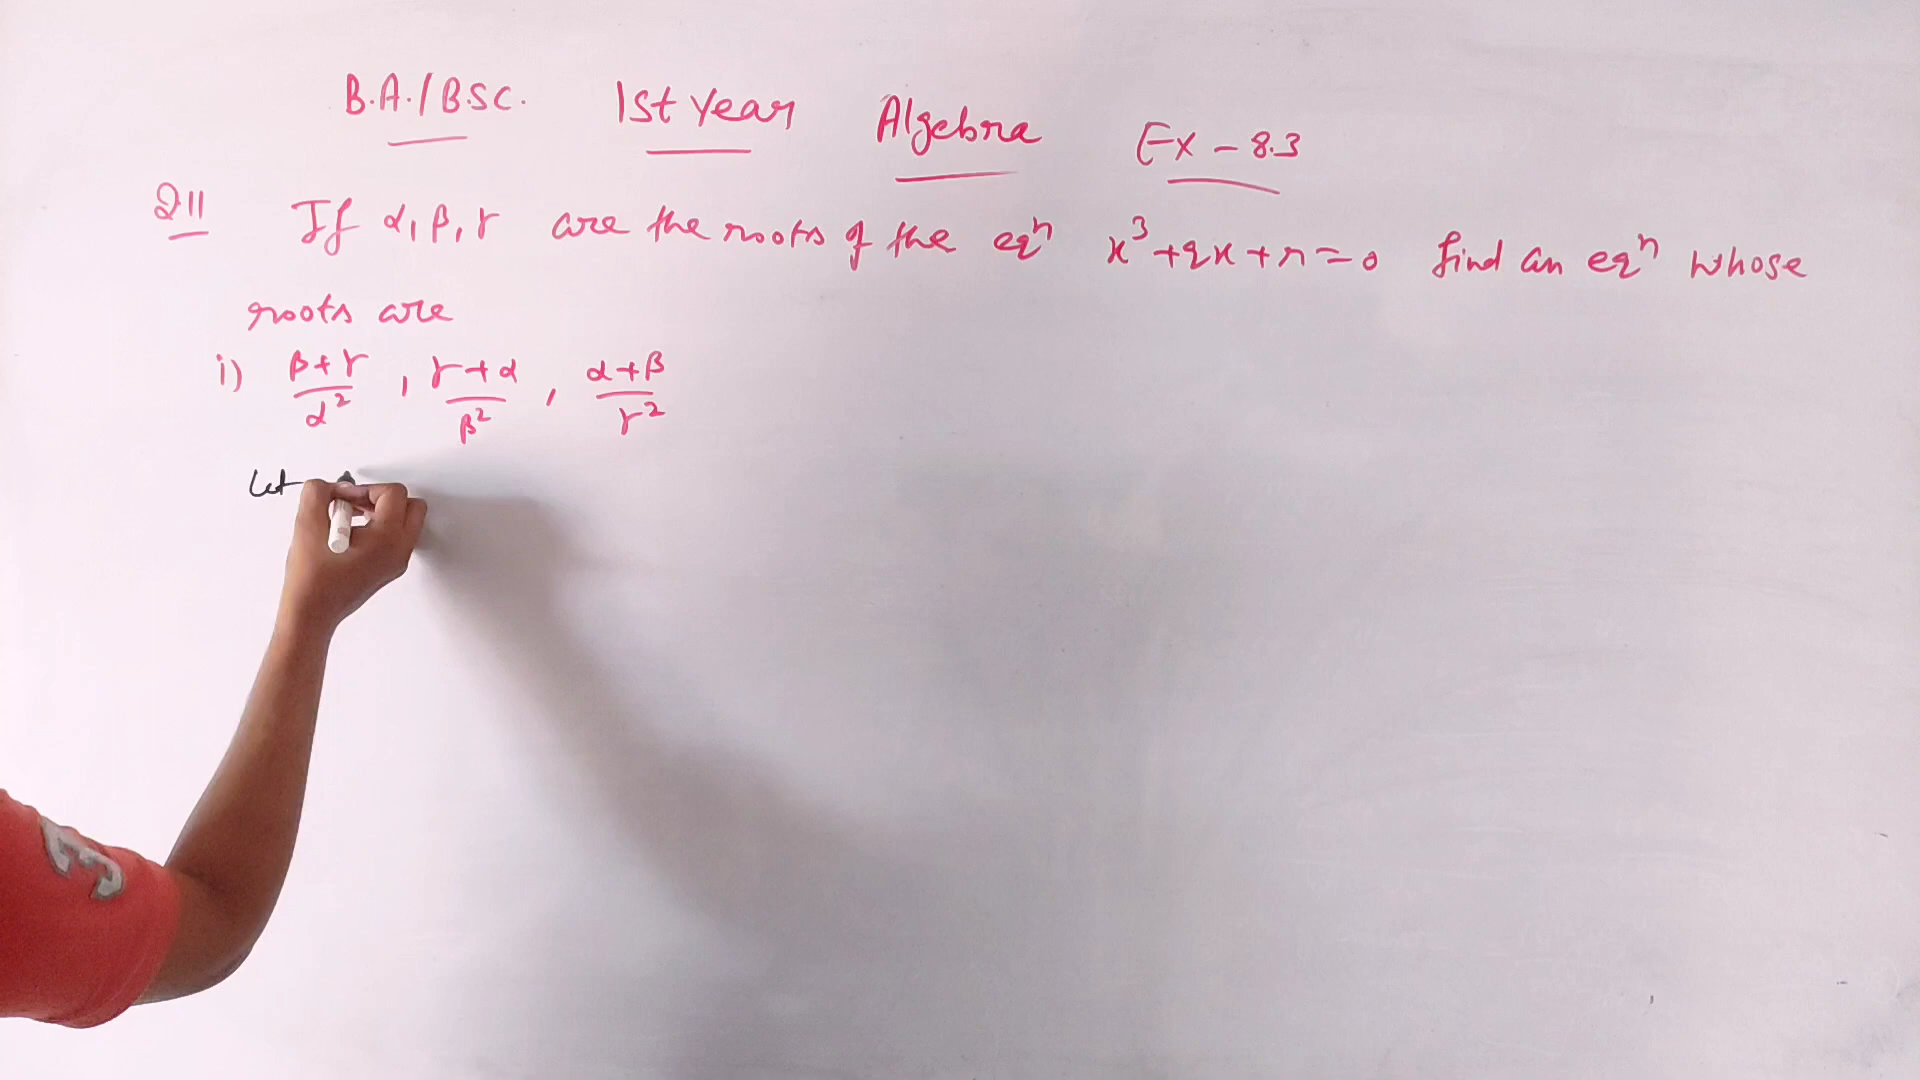 B.A./B.SC. 1st Year Algebra Ex - 8.3
Q11 If α, β, γ are the roots of the eqⁿ x³+qx+r=0 find an eqⁿ whose
roots are
i) β+γ/α² , γ+α/β² , α+β/γ²
Let
3